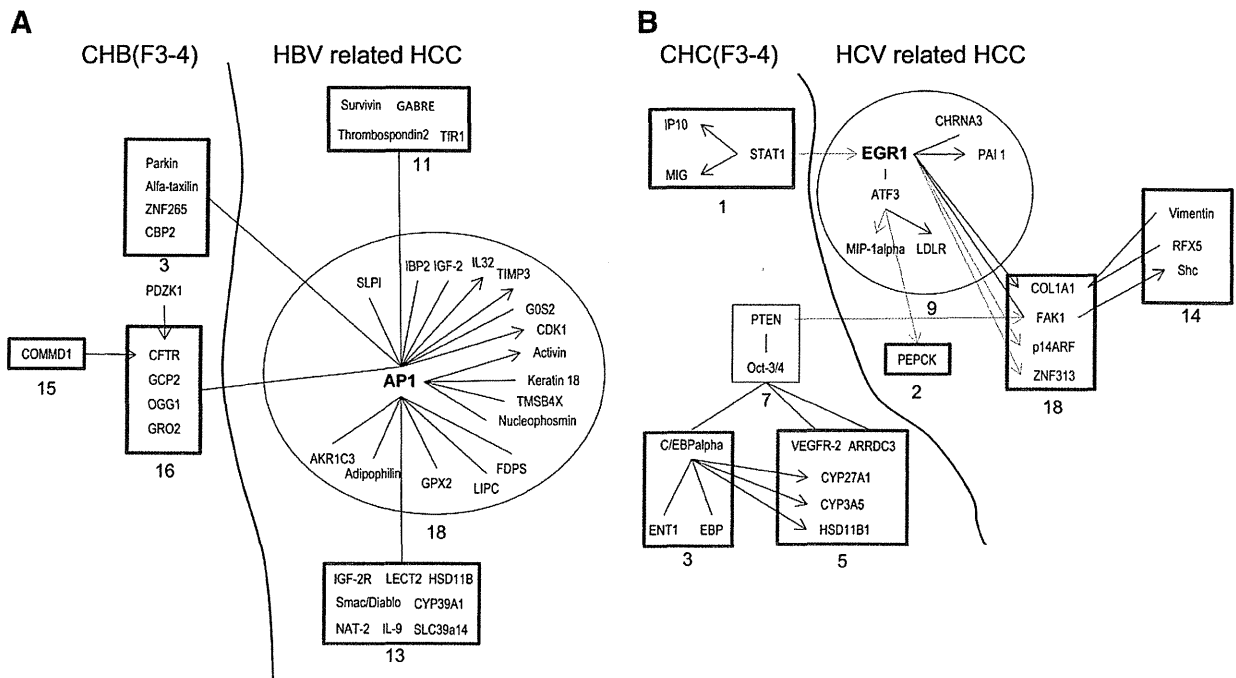 A
CHB(F3-4)
HBV related HCC
Survivin GABRE
Thrombospondin2 TfR1
11
Parkin
Alfa-taxilin
ZNF265
CBP2
3
PDZK1
COMMD1
15
CFTR
GCP2
OGG1
GRO2
16
SLPI
IBP2
IGF-2
IL32
TIMP3
G0S2
CDK1
Activin
AP1
Keratin 18
TMSB4X
Nucleophosmin
AKR1C3
Adipophilin
GPX2
LIPC
FDPS
18
IGF-2R LECT2 HSD11B
Smac/Diablo CYP39A1
NAT-2 IL-9 SLC39a14
13
B
CHC(F3-4)
HCV related HCC
IP10
STAT1
MIG
1
CHRNA3
EGR1
PAI 1
ATF3
MIP-1alpha
LDLR
9
Vimentin
RFX5
Shc
14
COL1A1
FAK1
p14ARF
ZNF313
18
PTEN
Oct-3/4
7
PEPCK
2
C/EBPalpha
ENT1
EBP
3
VEGFR-2 ARRDC3
CYP27A1
CYP3A5
HSD11B1
5